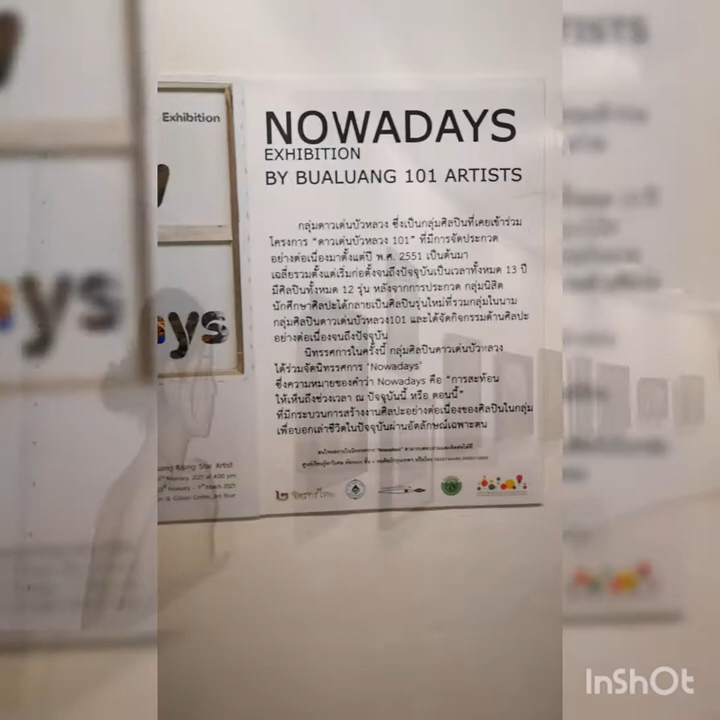 Exhibition
NOWADAYS
EXHIBITION
BY BUALUANG 101 ARTISTS
กลุ่มดาวเด่นบัวหลวง ซึ่งเป็นกลุ่มศิลปินที่เคยเข้าร่วม
โครงการ "ดาวเด่นบัวหลวง 101" ที่มีการจัดประกวด
อย่างต่อเนื่องมาตั้งแต่ปี พ.ศ. 2551 เป็นต้นมา
เฉลี่ยรวมตั้งแต่เริ่มก่อตั้งจนถึงปัจจุบันเป็นเวลาทั้งหมด 13 ปี
มีศิลปินทั้งหมด 12 รุ่น หลังจากการประกวด กลุ่มนิสิต
นักศึกษาศิลปะได้กลายเป็นศิลปินรุ่นใหม่ที่รวมกลุ่มในนาม
กลุ่มศิลปินดาวเด่นบัวหลวง101 และได้จัดกิจกรรมด้านศิลปะ
อย่างต่อเนื่องจนถึงปัจจุบัน
นิทรรศการในครั้งนี้ กลุ่มศิลปินดาวเด่นบัวหลวง
ได้ร่วมจัดนิทรรศการ "Nowadays"
ซึ่งความหมายของคำว่า Nowadays คือ "การสะท้อน
ให้เห็นถึงช่วงเวลา ณ ปัจจุบันนี้ หรือ ตอนนี้"
ที่มีกระบวนการสร้างงานศิลปะอย่างต่อเนื่องของศิลปินในกลุ่ม
เพื่อบอกเล่าชีวิตในปัจจุบันผ่านอัตลักษณ์เฉพาะตน
ays
uang Rising Star Artist
February, 2021 at 4:00 pm
March 2021
จิตรกรไทย
InShOt